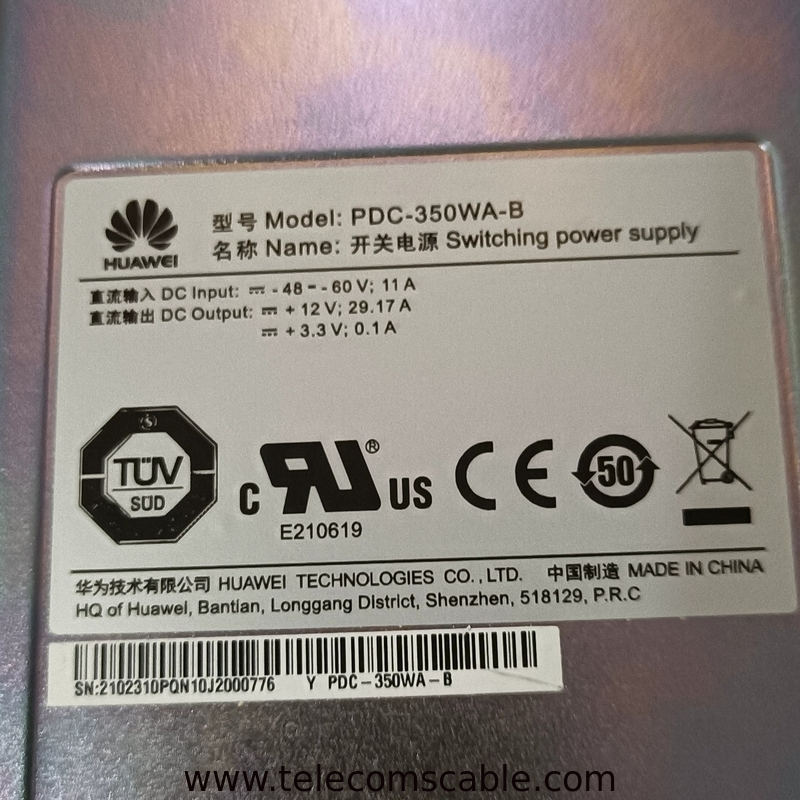 HUAWEI
型号 Model: PDC-350WA-B
名称 Name: 开关电源 Switching power supply
直流输入 DC Input: ⎓ - 48 - - 60 V; 11 A
直流输出 DC Output: ⎓ + 12 V; 29.17 A
⎓ + 3.3 V; 0.1 A
TÜV
SÜD
C RU® US
E210619
CE
50
华为技术有限公司 HUAWEI TECHNOLOGIES CO., LTD. 中国制造 MADE IN CHINA
HQ of Huawei, Bantian, Longgang District, Shenzhen, 518129, P.R.C
SN:2102310PQN10J2000776 Y PDC-350WA-B
www.telecomscable.com